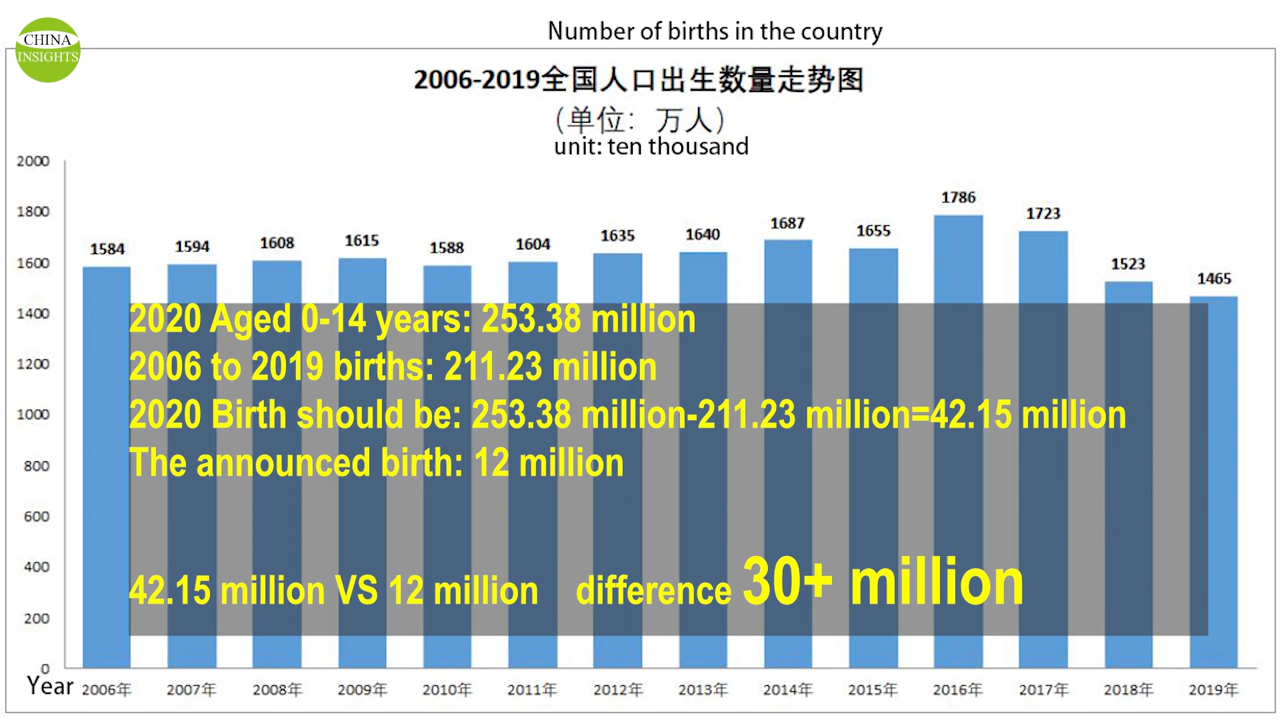 CHINA
INSIGHTS
Number of births in the country
2006-2019全国人口出生数量走势图
（单位：万人）
unit: ten thousand
2000
1800
1600
1400
1200
1000
800
600
400
200
0
1584
1594
1608
1615
1588
1604
1635
1640
1687
1655
1786
1723
1523
1465
2020 Aged 0-14 years: 253.38 million
2006 to 2019 births: 211.23 million
2020 Birth should be: 253.38 million-211.23 million=42.15 million
The announced birth: 12 million
42.15 million VS 12 million difference 30+ million
Year 2006年 2007年 2008年 2009年 2010年 2011年 2012年 2013年 2014年 2015年 2016年 2017年 2018年 2019年